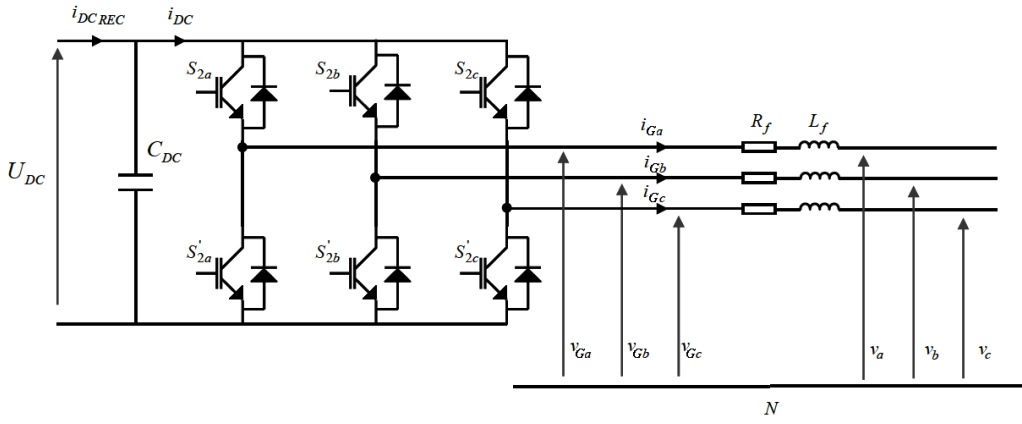 i_DC REC i_DC
S_2a S_2b S_2c
R_f L_f
i_Ga
i_Gb
i_Gc
U_DC C_DC
S'_2a S'_2b S'_2c
v_Ga v_Gb v_Gc v_a v_b v_c
N